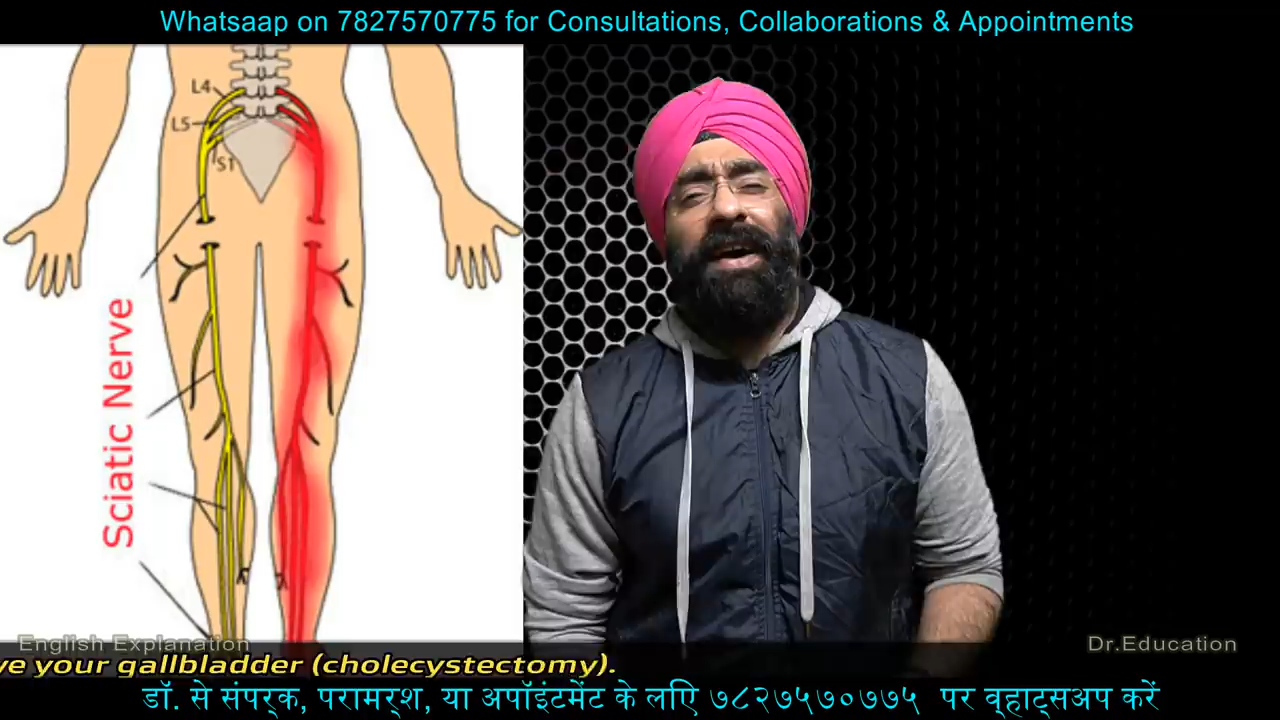 Whatsaap on 7827570775 for Consultations, Collaborations & Appointments
L4
L5
S1
Sciatic Nerve
English Explanation
Dr.Education
ve your gallbladder (cholecystectomy).
डॉ. से संपर्क, परामर्श, या अपॉइंटमेंट के लिए ७८२७५७०७७५ पर व्हाट्सअप करें